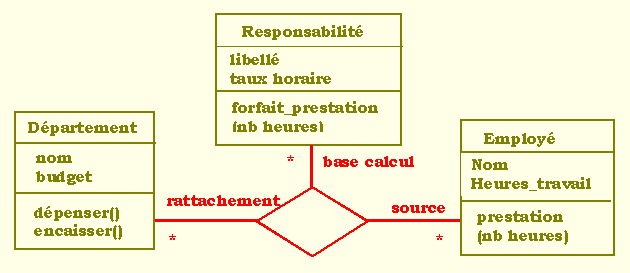 Responsabilité
libellé
taux horaire
forfait_prestation
(nb heures)
Département
nom
budget
dépenser()
encaisser()
* base calcul
rattachement
*
source
*
Employé
Nom
Heures_travail
prestation
(nb heures)